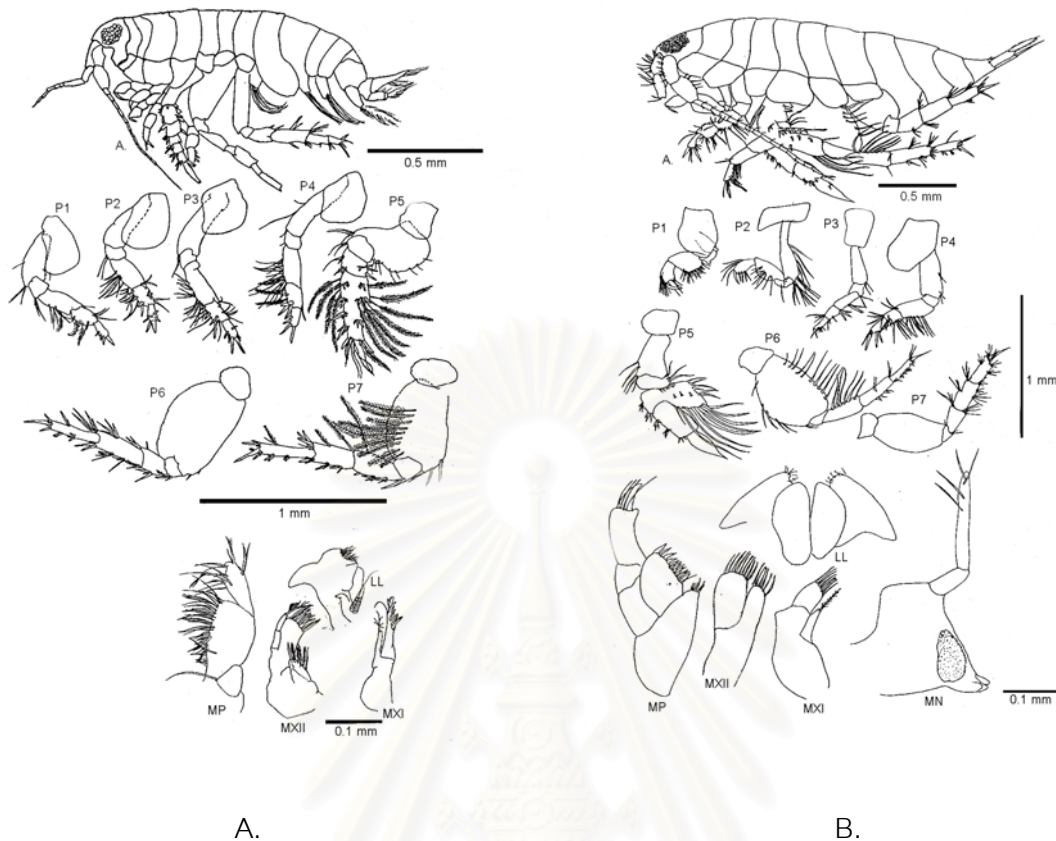 A.
0.5 mm
P1
P2
P3
P4
P5
P6
P7
1 mm
MP
MXII
LL
MXI
0.1 mm
A.
0.5 mm
P1
P2
P3
P4
P5
P6
P7
1 mm
LL
MP
MXII
MXI
MN
0.1 mm
A.
B.